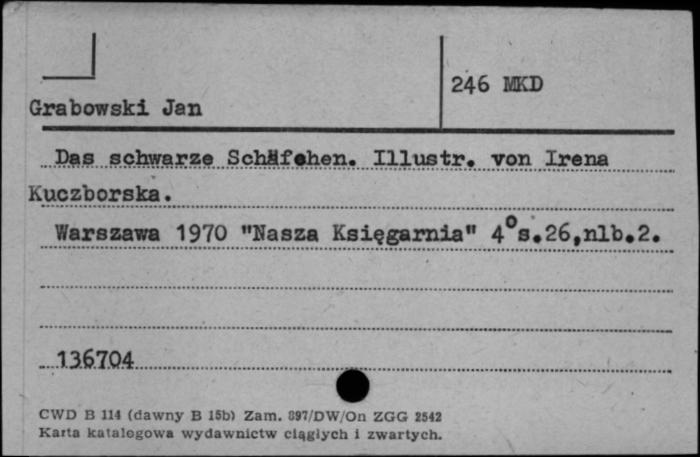 246 MKD
Grabowski Jan
Das schwarze Schäfchen. Illustr. von Irena
Kuczborska.
Warszawa 1970 "Nasza Księgarnia" 4° s.26,nlb.2.
136704
CWD B 114 (dawny B 15b) Zam. 897/DW/On ZGG 2542
Karta katalogowa wydawnictw ciągłych i zwartych.